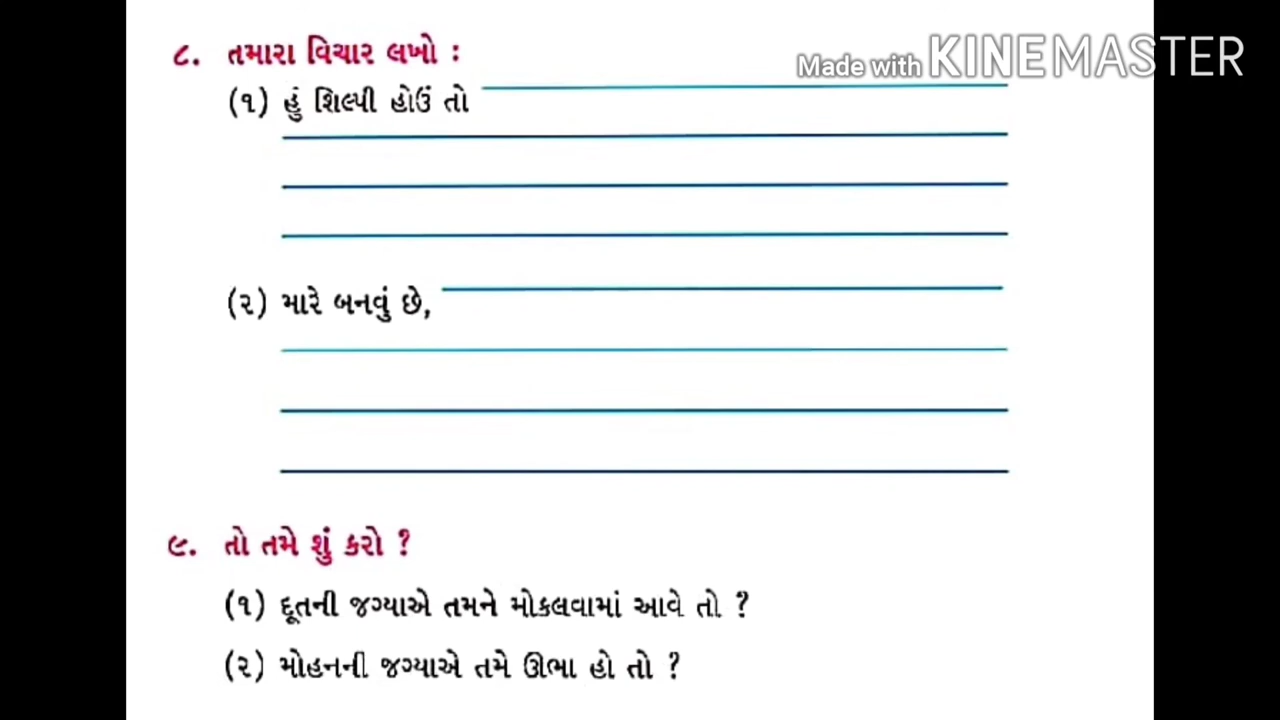 Made with KINEMASTER
૮. તમારા વિચાર લખો :
(૧) હું શિલ્પી હોઉં તો
(૨) મારે બનવું છે,
૯. તો તમે શું કરો ?
(૧) દૂતની જગ્યાએ તમને મોકલવામાં આવે તો ?
(૨) મોહનની જગ્યાએ તમે ઊભા હો તો ?